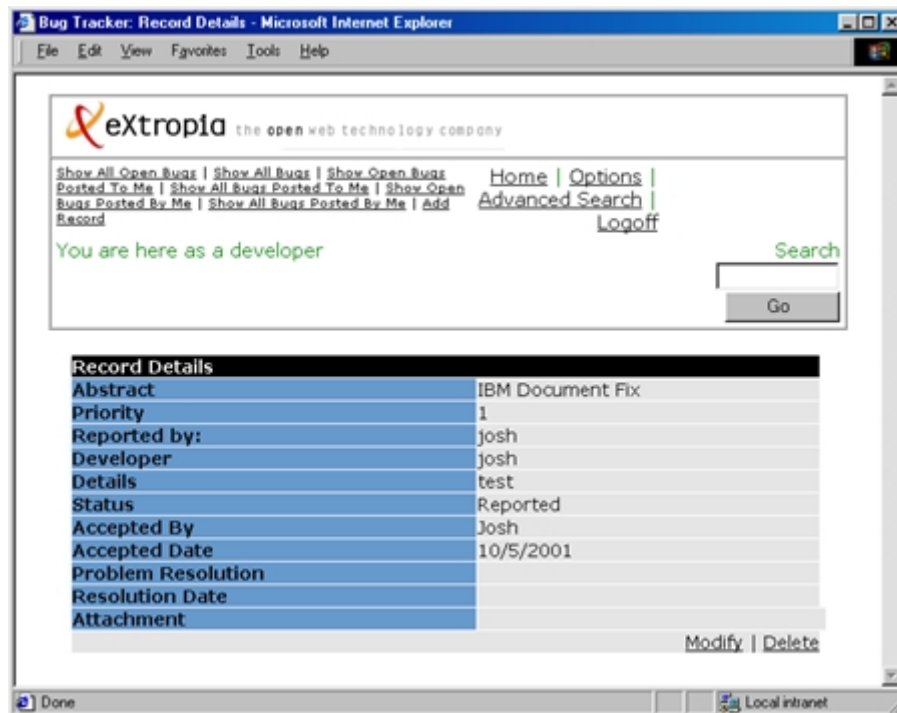 Bug Tracker: Record Details - Microsoft Internet Explorer
File Edit View Favorites Tools Help
eXtropia the open web technology company
Show All Open Bugs | Show All Bugs | Show Open Bugs
Posted To Me | Show All Bugs Posted To Me | Show Open
Bugs Posted By Me | Show All Bugs Posted By Me | Add
Record
Home | Options |
Advanced Search |
Logoff
You are here as a developer
Search
Go
Record Details
Abstract IBM Document Fix
Priority 1
Reported by: josh
Developer josh
Details test
Status Reported
Accepted By Josh
Accepted Date 10/5/2001
Problem Resolution
Resolution Date
Attachment
Modify | Delete
Done Local intranet